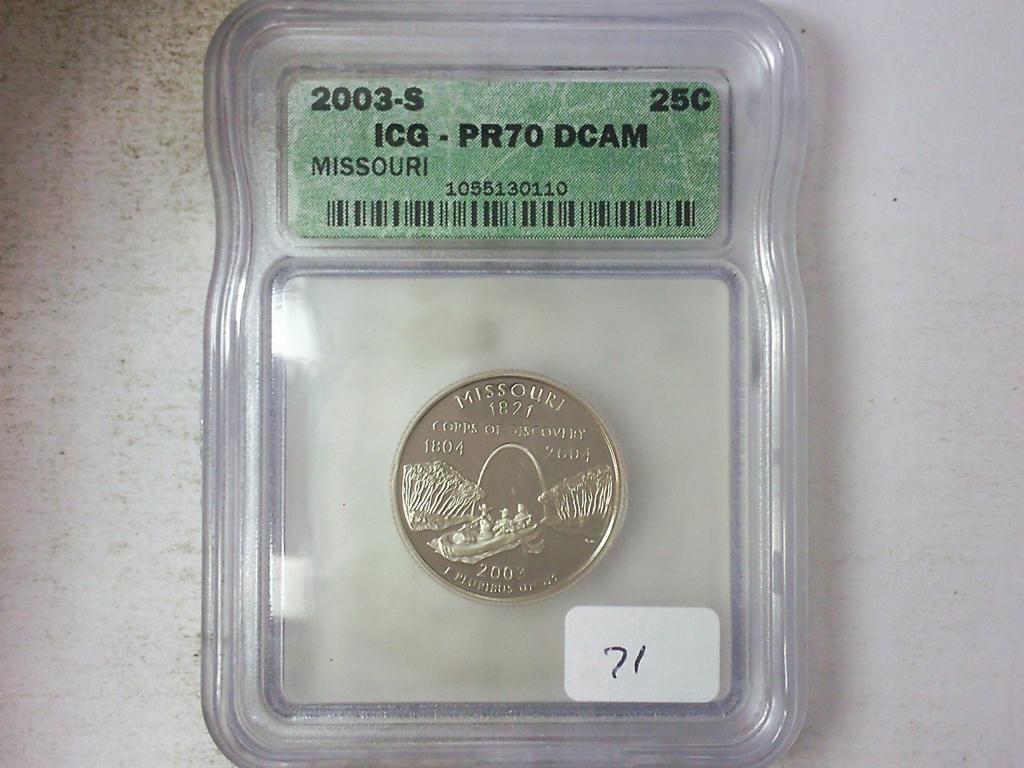 2003-S 25C
ICG - PR70 DCAM
MISSOURI
1055130110
MISSOURI
1821
CORPS OF DISCOVERY
1804 2004
2003
E PLURIBUS UNUM
71